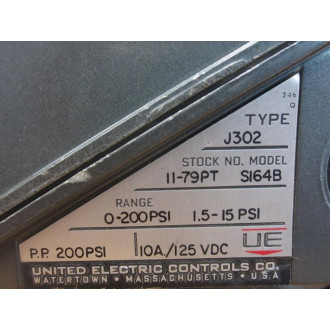 246
Q
TYPE
J302
STOCK NO. MODEL
11-79PT S164B
RANGE
0-200PSI 1.5-15 PSI
P.P. 200PSI 10A./125 VDC UE
UNITED ELECTRIC CONTROLS CO.
WATERTOWN • MASSACHUSETTS • USA